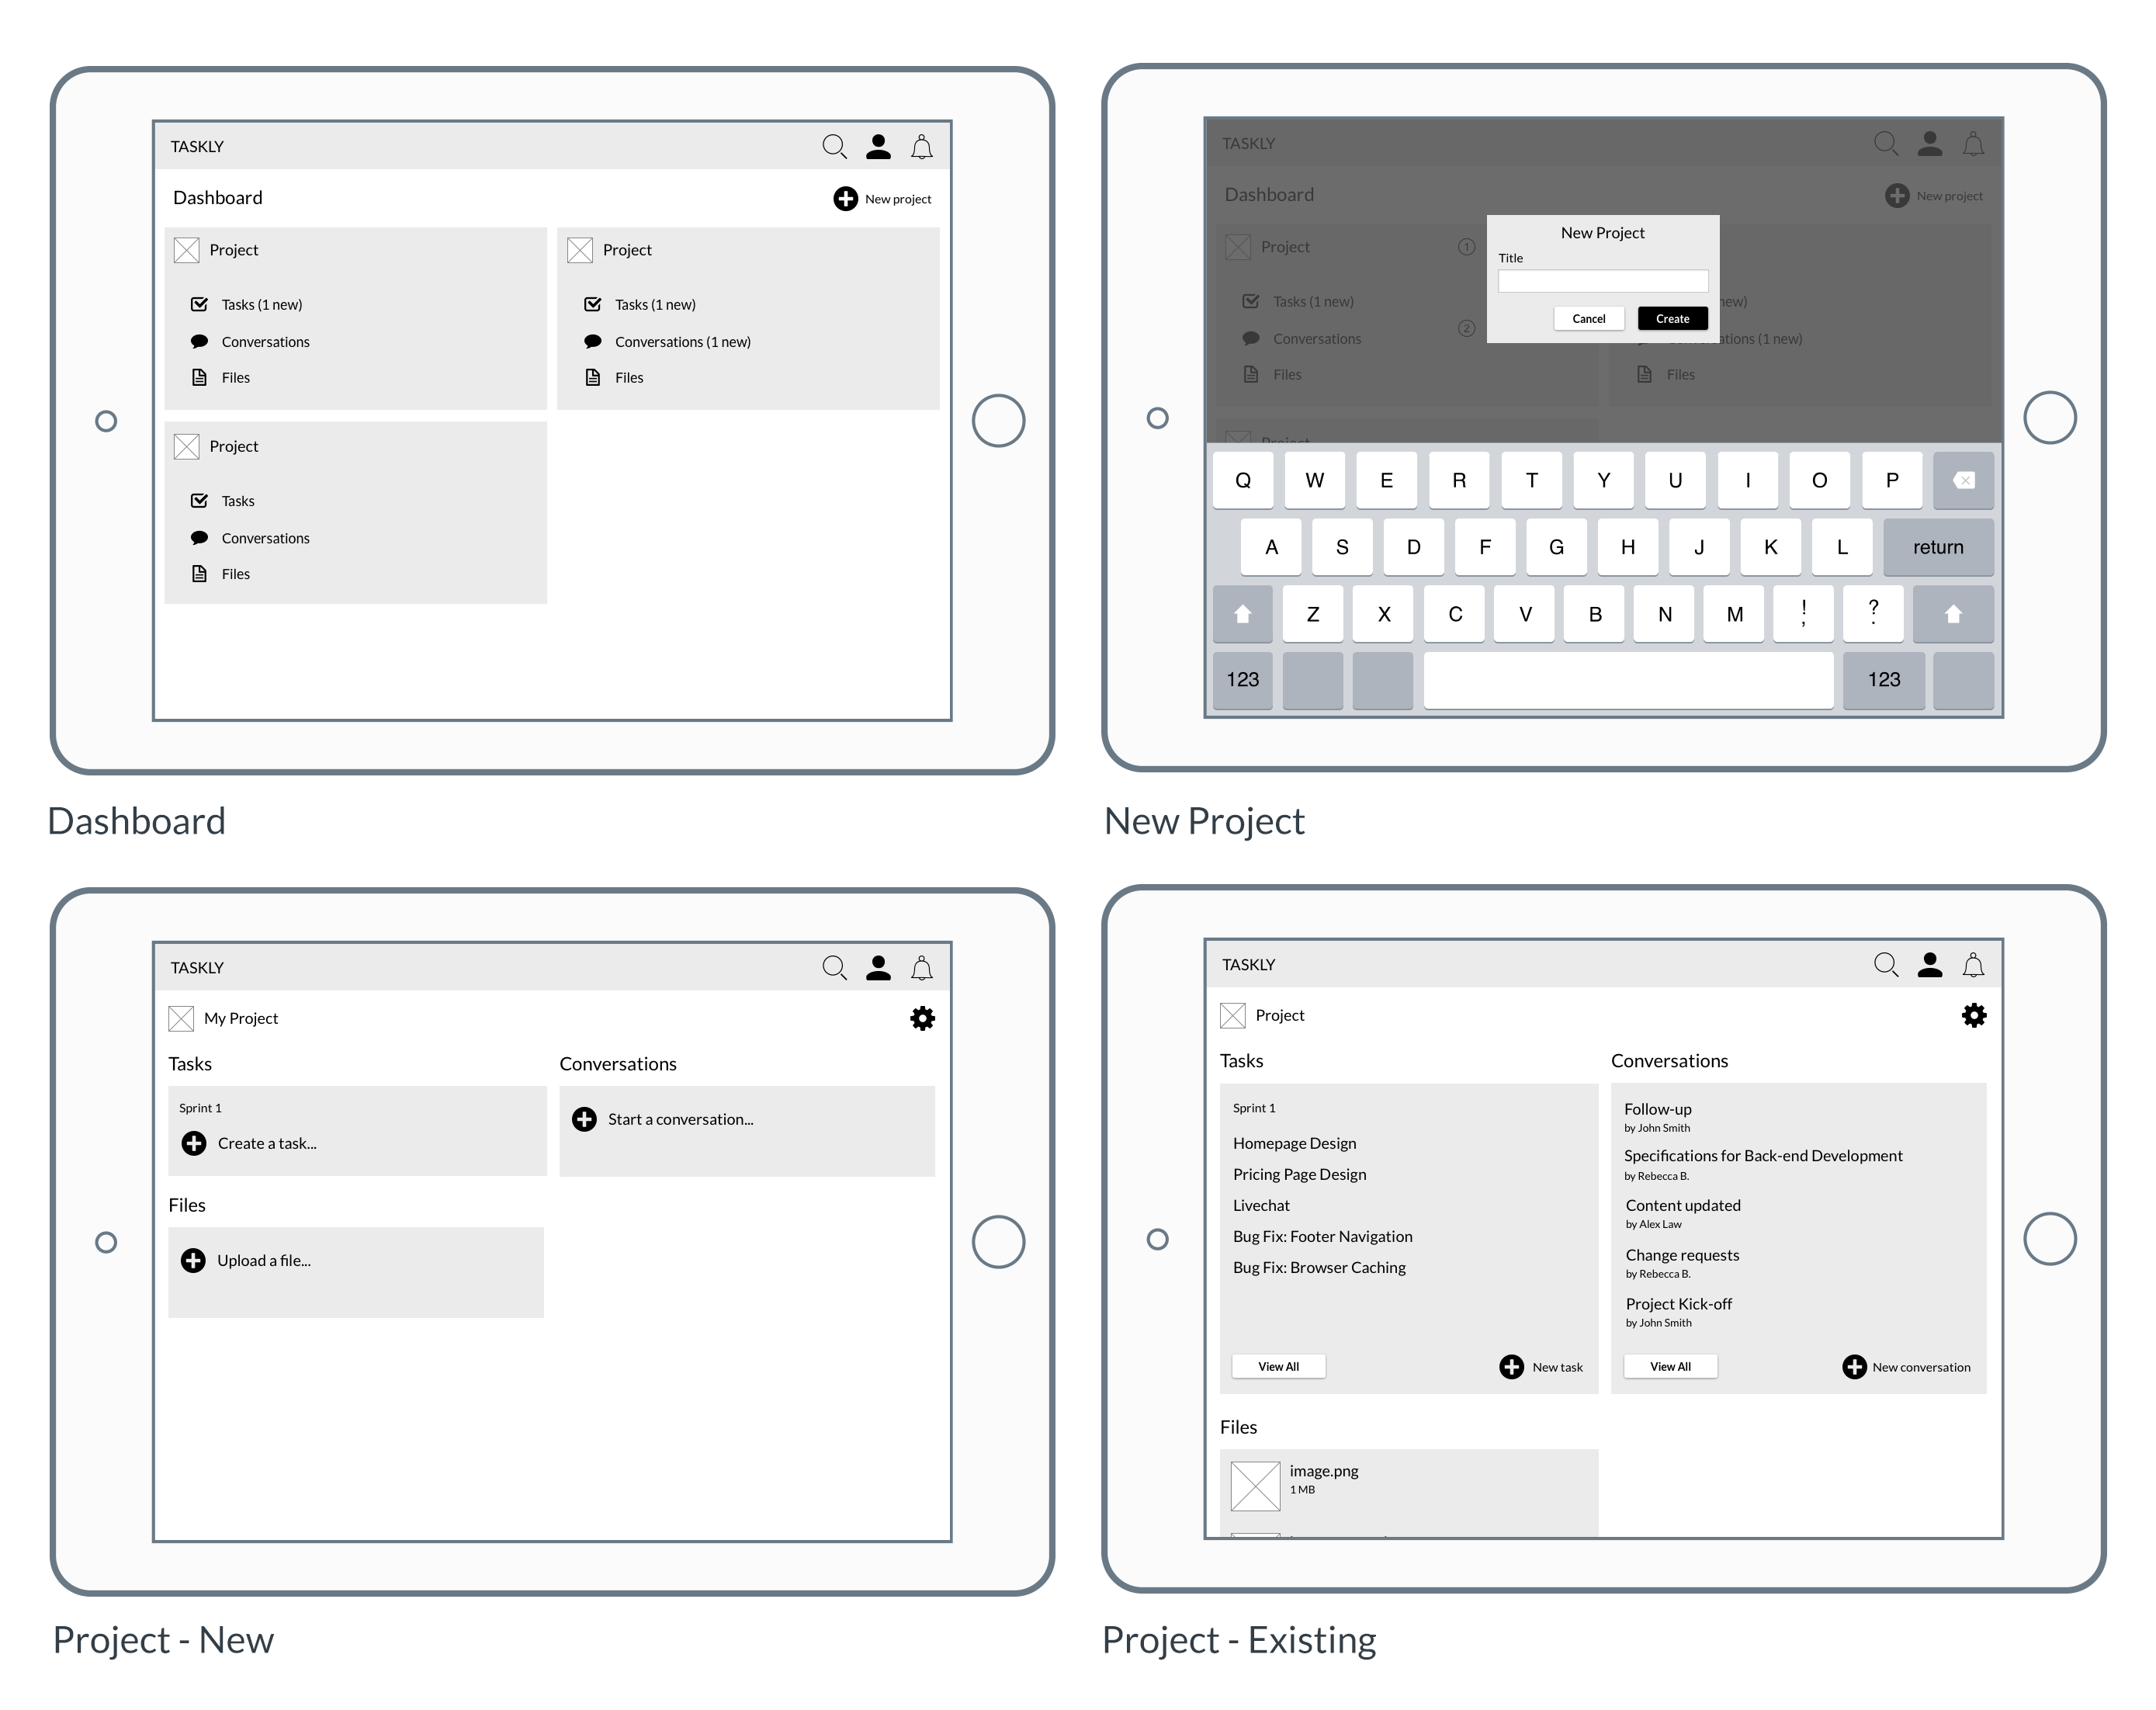 TASKLY
Dashboard
New project
Project
Tasks (1 new)
Conversations
Files
Project
Tasks (1 new)
Conversations (1 new)
Files
Project
Tasks
Conversations
Files
Dashboard
TASKLY
Dashboard
New project
Project
1
Tasks (1 new)
2
Conversations
Files
New Project
Title
Cancel
Create
new)
Conversations (1 new)
Files
Project
Q W E R T Y U I O P
A S D F G H J K L return
Z X C V B N M ! , ? .
123 123
New Project
TASKLY
My Project
Tasks
Sprint 1
Create a task...
Conversations
Start a conversation...
Files
Upload a file...
Project - New
TASKLY
Project
Tasks
Sprint 1
Homepage Design
Pricing Page Design
Livechat
Bug Fix: Footer Navigation
Bug Fix: Browser Caching
View All
New task
Conversations
Follow-up
by John Smith
Specifications for Back-end Development
by Rebecca B.
Content updated
by Alex Law
Change requests
by Rebecca B.
Project Kick-off
by John Smith
View All
New conversation
Files
image.png
1 MB
Project - Existing